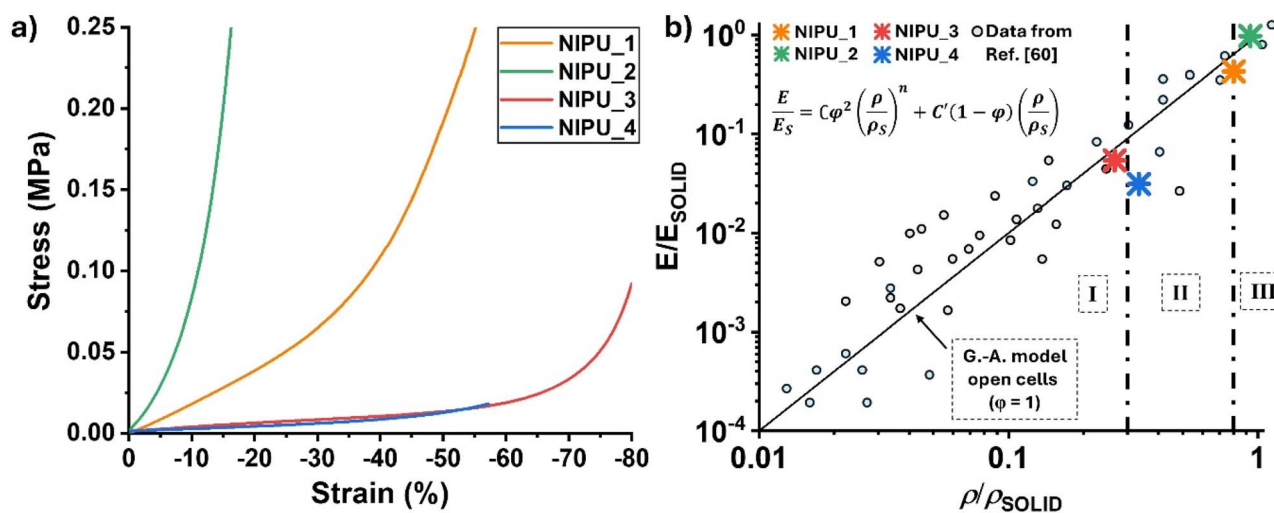 a)
0.25
0.20
0.15
0.10
0.05
0.00
Stress (MPa)
0
-10
-20
-30
-40
-50
-60
-70
-80
Strain (%)
NIPU_1
NIPU_2
NIPU_3
NIPU_4
b)
NIPU_1
NIPU_2
NIPU_3
NIPU_4
Data from
Ref. [60]
E/E_S = Cφ²(ρ/ρ_S)ⁿ + C′(1 − φ)(ρ/ρ_S)
10⁰
10⁻¹
10⁻²
10⁻³
10⁻⁴
E/E_SOLID
I
II
III
G.-A. model
open cells
(φ = 1)
0.01
0.1
1
ρ/ρ_SOLID